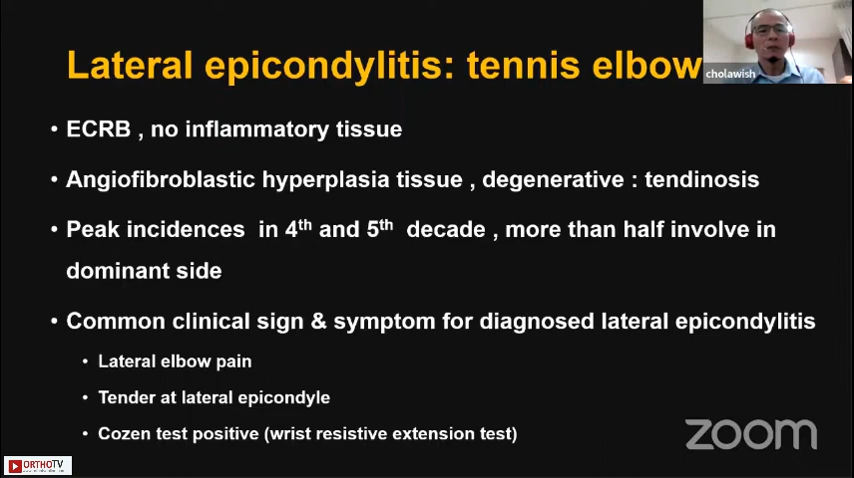 Lateral epicondylitis: tennis elbow
cholawish
• ECRB , no inflammatory tissue
• Angiofibroblastic hyperplasia tissue , degenerative : tendinosis
• Peak incidences in 4th and 5th decade , more than half involve in
dominant side
• Common clinical sign & symptom for diagnosed lateral epicondylitis
• Lateral elbow pain
• Tender at lateral epicondyle
• Cozen test positive (wrist resistive extension test)
zoom
ORTHOTV